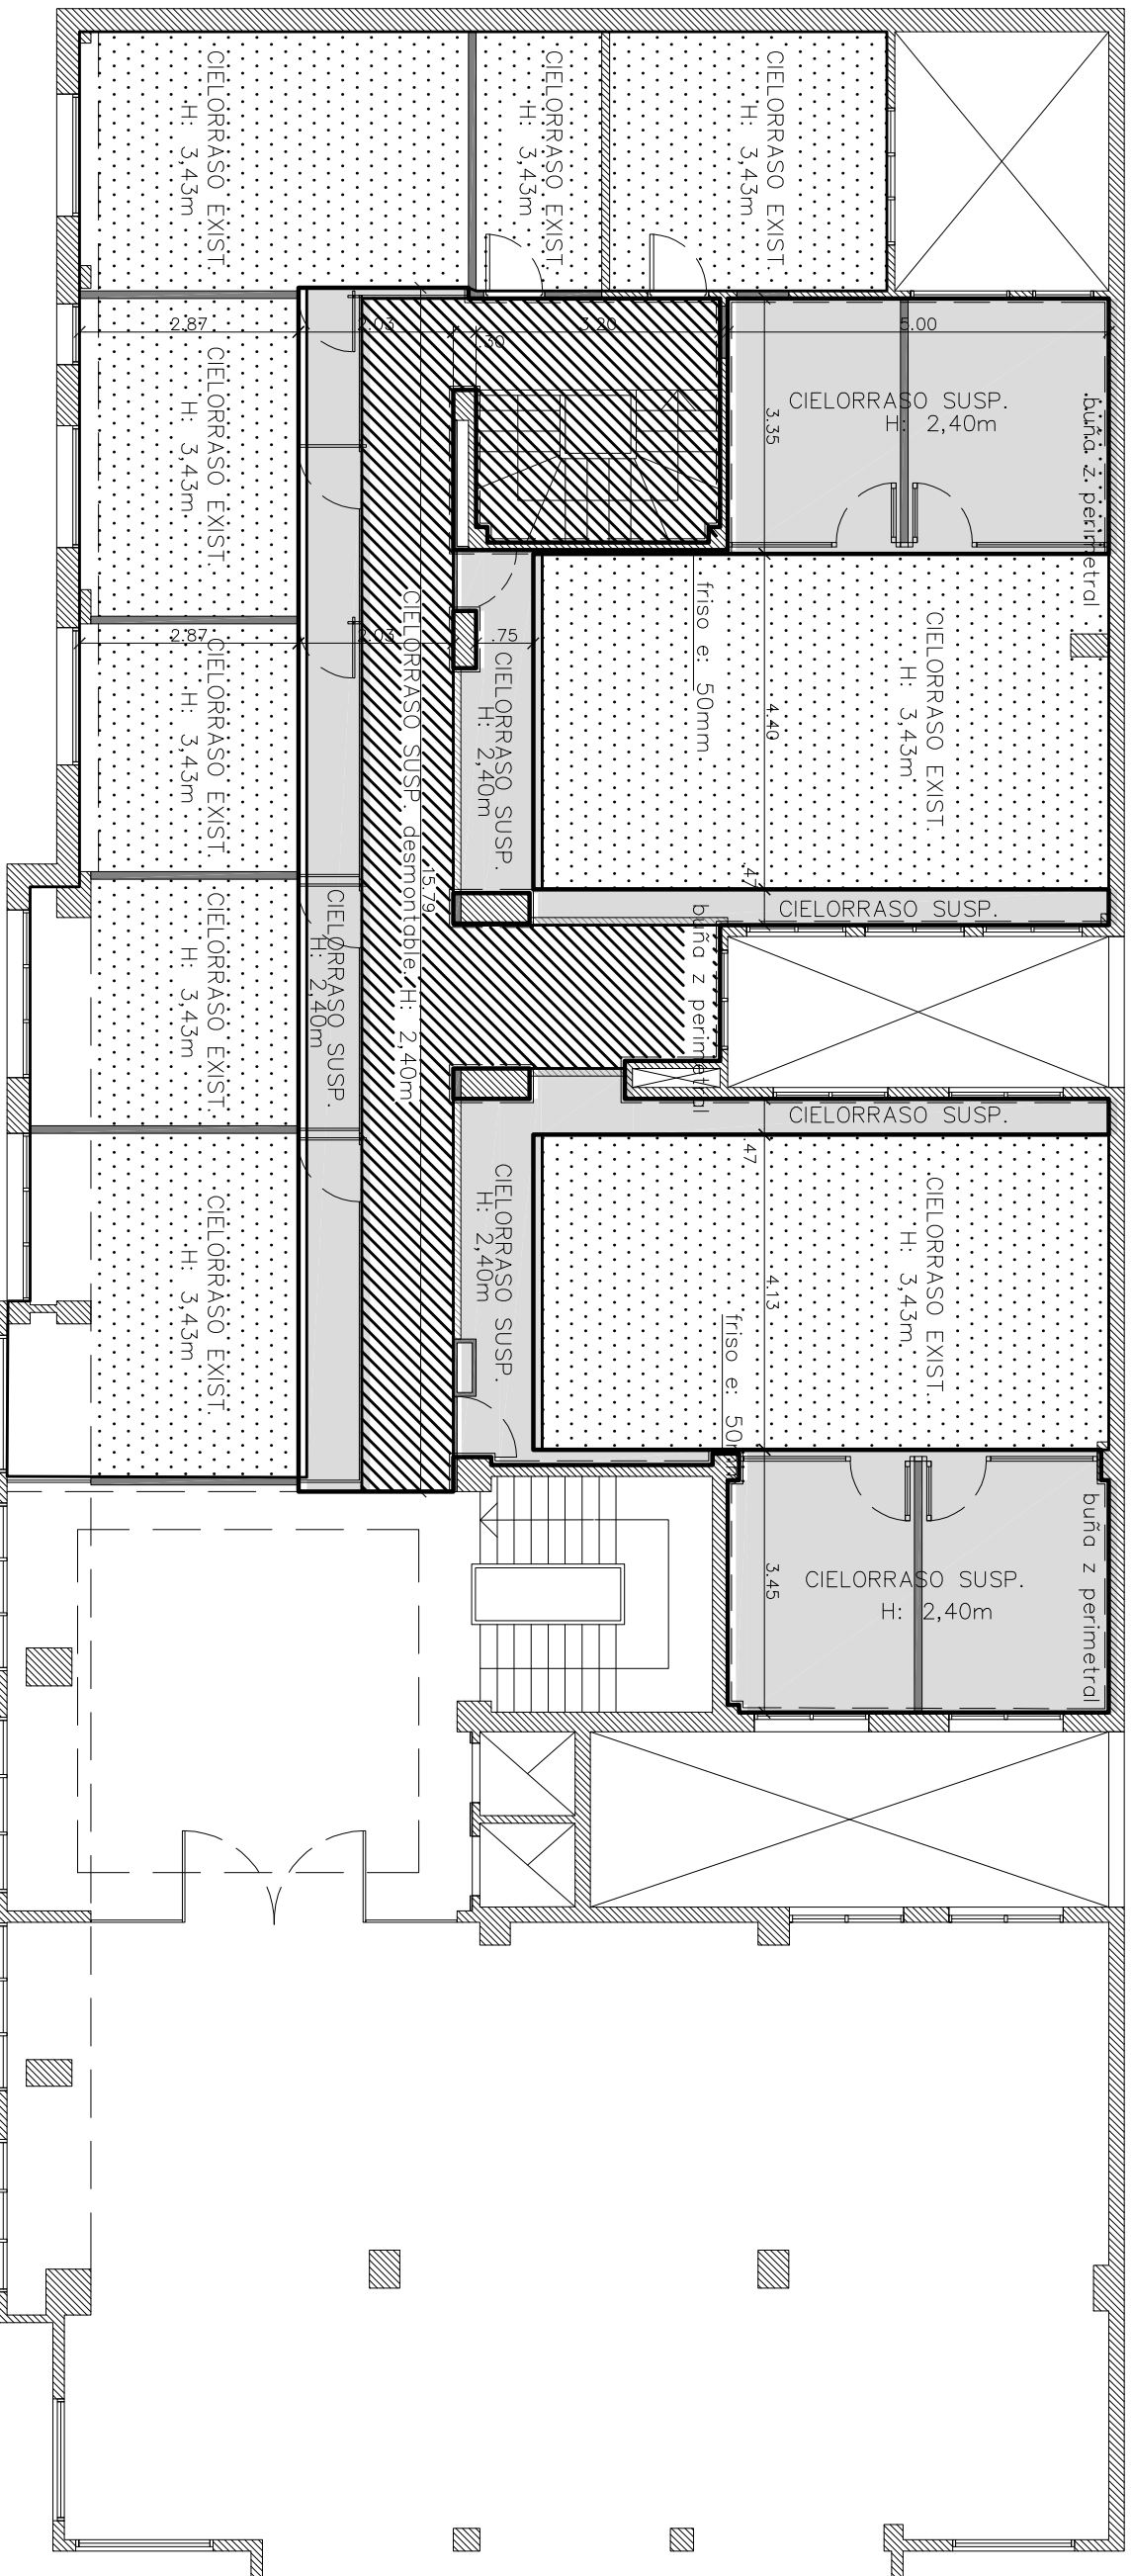 CIELORRASO EXIST.
H: 3,43m
CIELORRASO EXIST.
H: 3,43m
CIELORRASO EXIST.
H: 3,43m
2.87
2.03
.30
3.20
5.00
CIELORRASO EXIST.
H: 3,43m
CIELORRASO SUSP.
H: 2,40m
buña z perimetral
3.35
CIELORRASO SUSP. desmontable H: 2,40m
15.79
friso e: 50mm
4.40
CIELORRASO EXIST.
H: 3,43m
2.87
2.03
.75
CIELORRASO EXIST.
H: 3,43m
CIELORRASO SUSP.
H: 2,40m
.47
CIELORRASO SUSP.
CIELORRASO EXIST.
H: 3,43m
CIELORRASO SUSP.
H: 2,40m
buña z perimetral
CIELORRASO SUSP.
.47
CIELORRASO EXIST.
H: 3,43m
CIELORRASO SUSP.
H: 2,40m
4.13
CIELORRASO EXIST.
H: 3,43m
friso e: 50m
CIELORRASO SUSP.
H: 2,40m
buña z perimetral
3.45